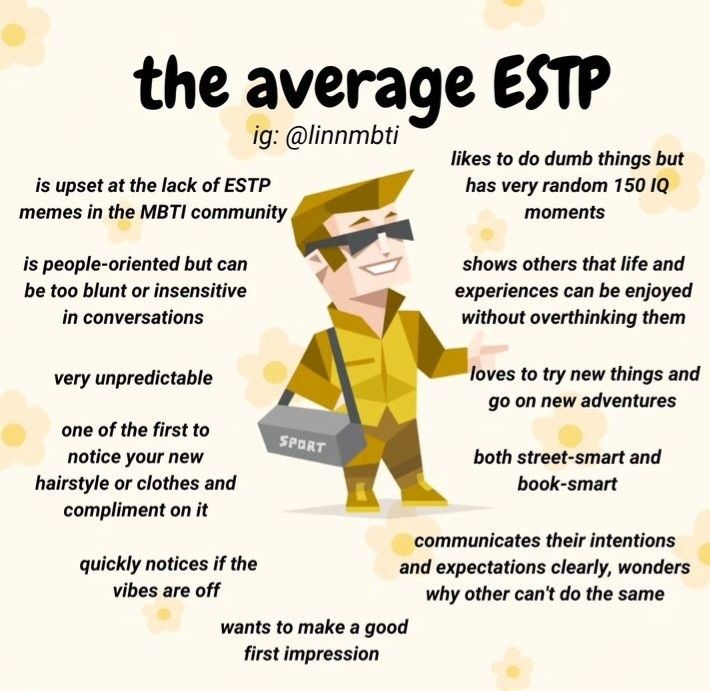 the average ESTP
ig: @linnmbti
is upset at the lack of ESTP
memes in the MBTI community
is people-oriented but can
be too blunt or insensitive
in conversations
very unpredictable
one of the first to
notice your new
hairstyle or clothes and
compliment on it
quickly notices if the
vibes are off
wants to make a good
first impression
likes to do dumb things but
has very random 150 IQ
moments
shows others that life and
experiences can be enjoyed
without overthinking them
loves to try new things and
go on new adventures
both street-smart and
book-smart
communicates their intentions
and expectations clearly, wonders
why other can't do the same
SPORT